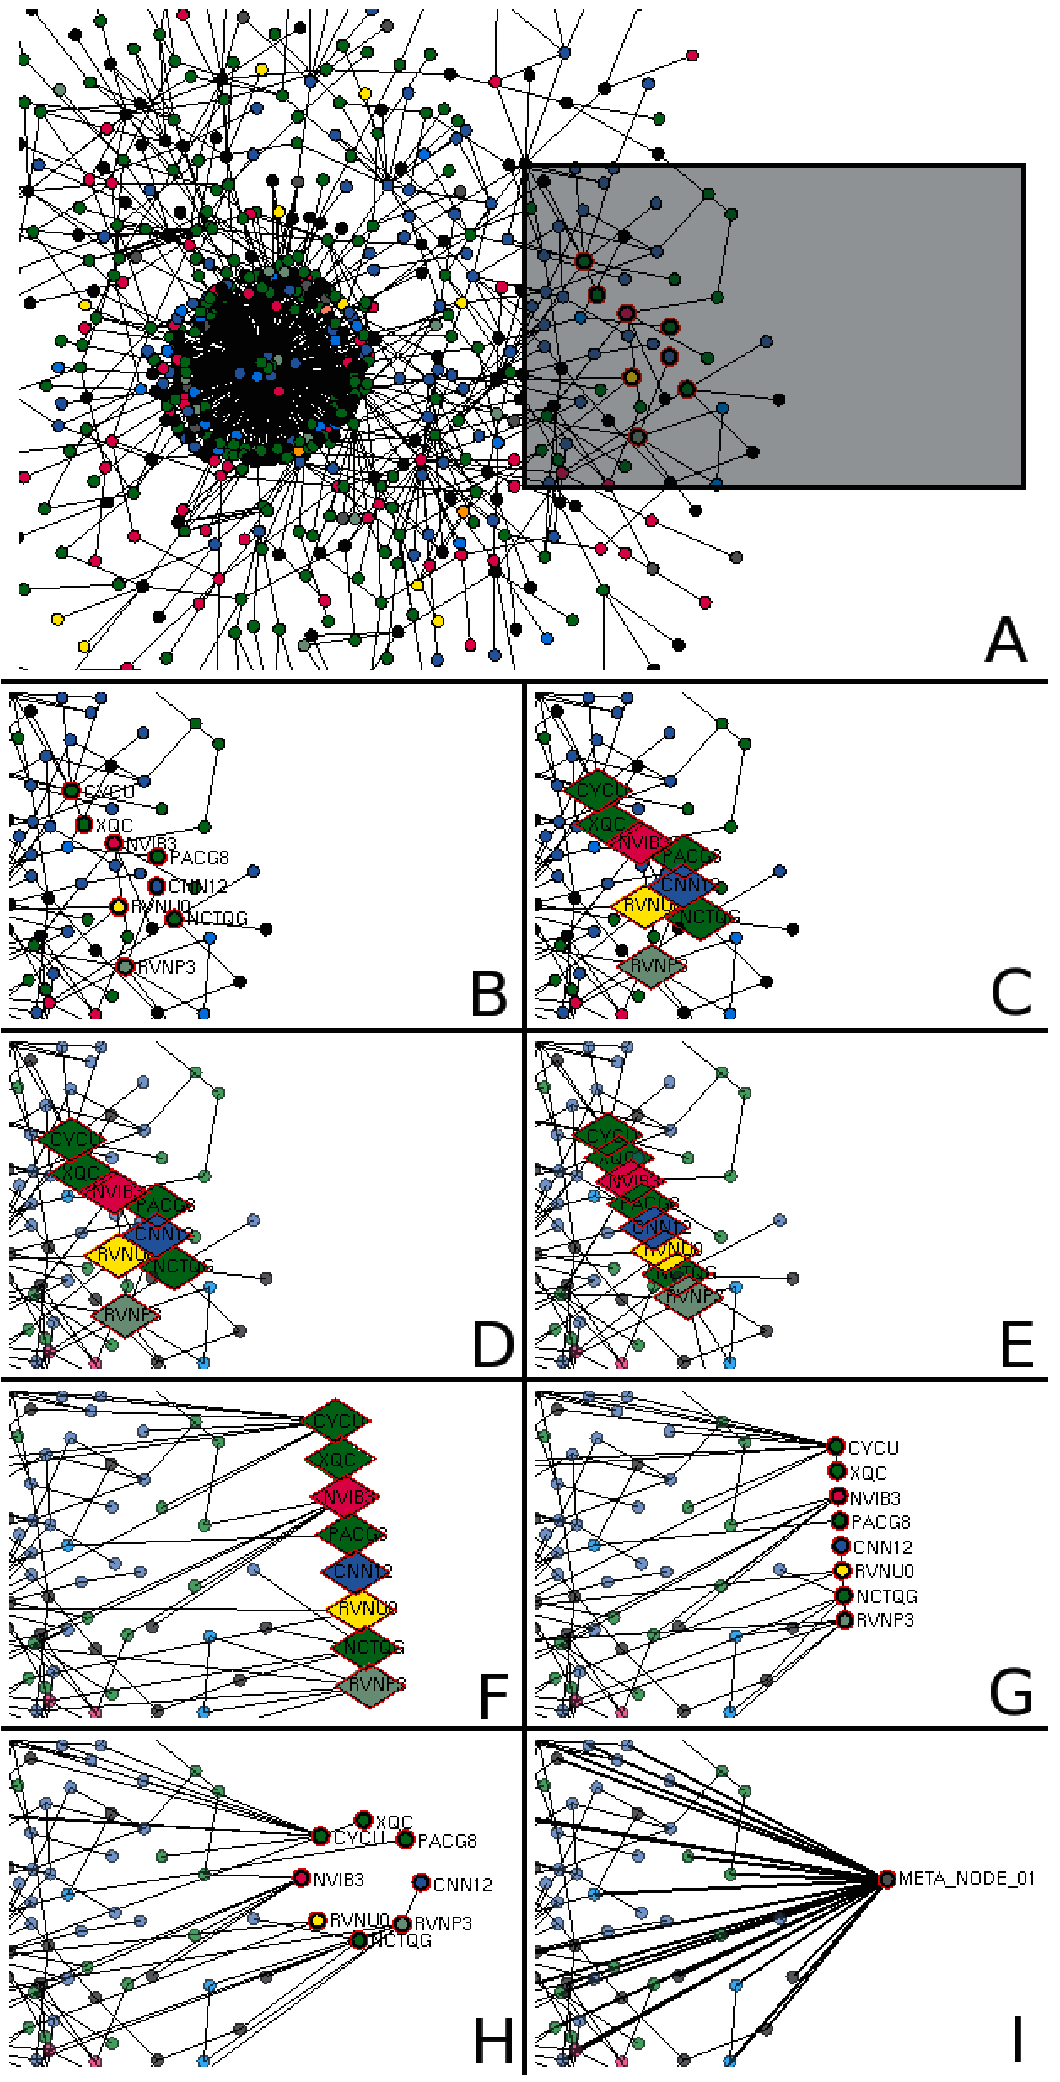 A
CYCU
XQC
NVIB3
PACG8
CNN12
RVNU0
NCTQG
RVNP3
B
CYCU
XQC
NVIB3
PACG8
CNN12
RVNU0
NCTQG
RVNP3
C
CYCU
XQC
NVIB3
PACG8
CNN12
RVNU0
NCTQG
RVNP3
D
CYCU
XQC
NVIB3
PACG8
CNN12
RVNU0
NCTQG
RVNP3
E
CYCU
XQC
NVIB3
PACG8
CNN12
RVNU0
NCTQG
RVNP3
F
CYCU
XQC
NVIB3
PACG8
CNN12
RVNU0
NCTQG
RVNP3
G
XQC
CYCU
PACG8
NVIB3
CNN12
RVNU0
RVNP3
NCTQG
H
META_NODE_01
I